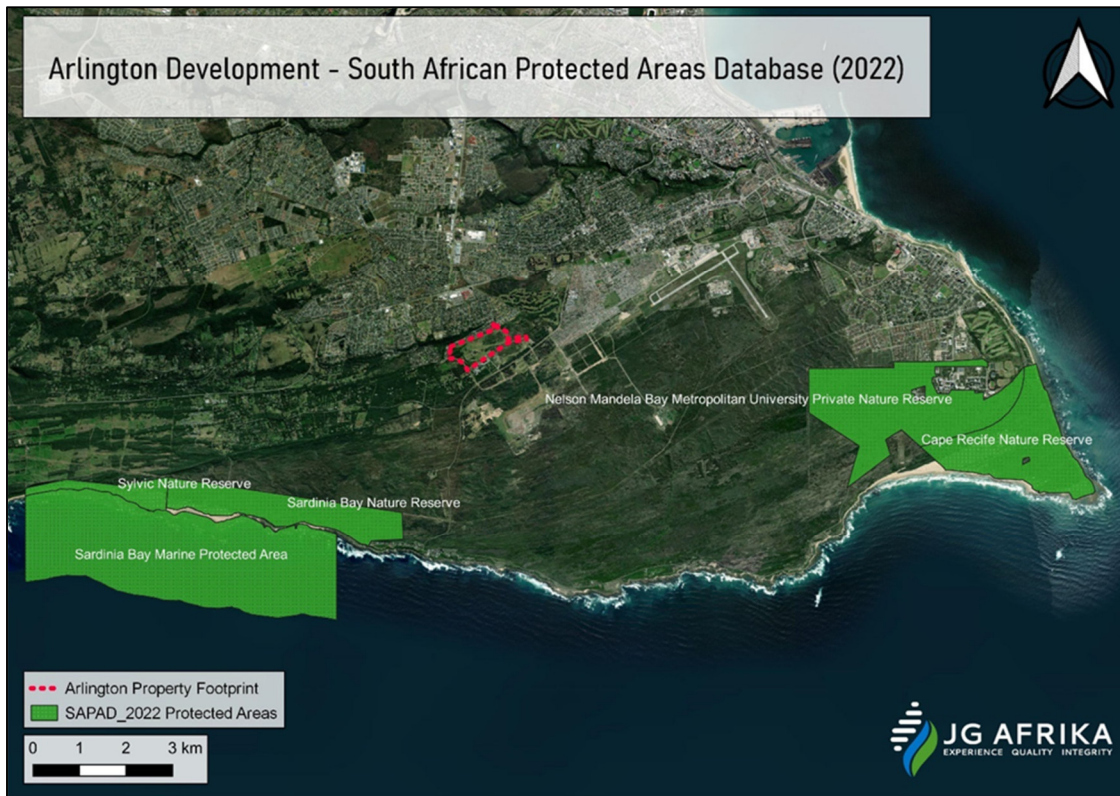 Arlington Development - South African Protected Areas Database (2022)
Nelson Mandela Bay Metropolitan University Private Nature Reserve
Cape Recife Nature Reserve
Sylvic Nature Reserve
Sardinia Bay Nature Reserve
Sardinia Bay Marine Protected Area
Arlington Property Footprint
SAPAD_2022 Protected Areas
0 1 2 3 km
JG AFRIKA
EXPERIENCE QUALITY INTEGRITY